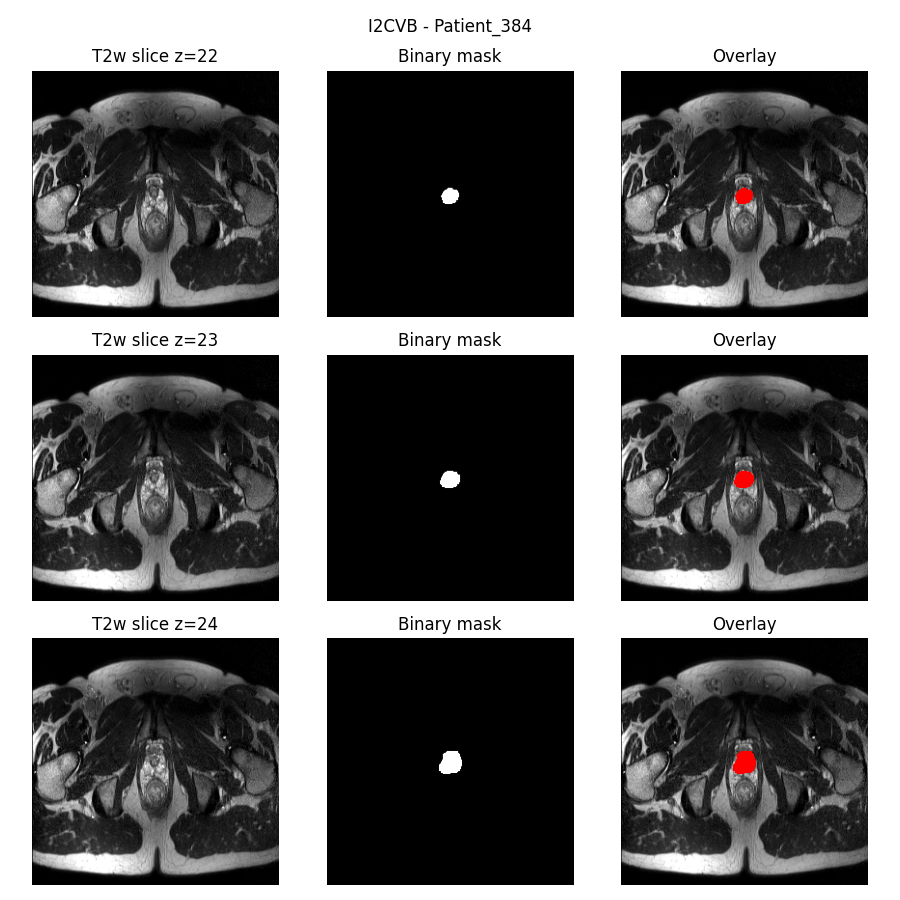 I2CVB - Patient_384
T2w slice z=22
Binary mask
Overlay
T2w slice z=23
Binary mask
Overlay
T2w slice z=24
Binary mask
Overlay